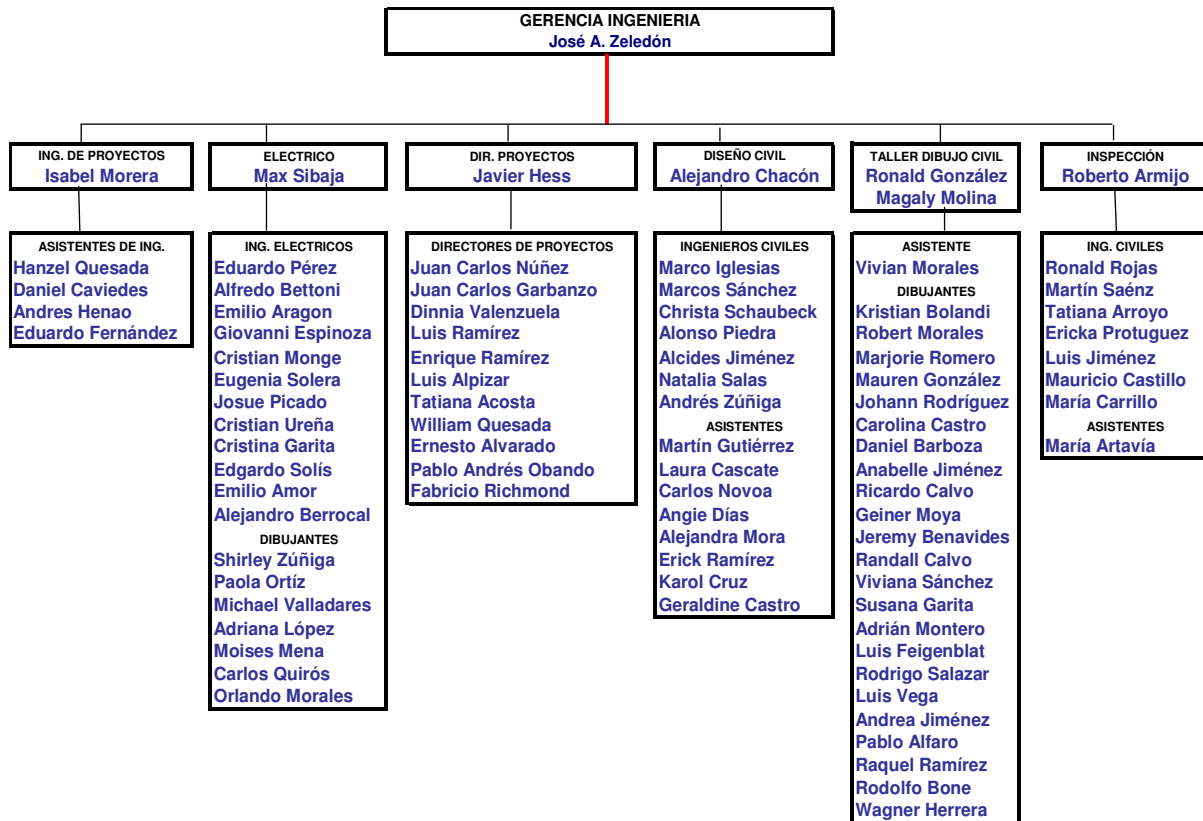 GERENCIA INGENIERIA
José A. Zeledón
ING. DE PROYECTOS
Isabel Morera
ELECTRICO
Max Sibaja
DIR. PROYECTOS
Javier Hess
DISEÑO CIVIL
Alejandro Chacón
TALLER DIBUJO CIVIL
Ronald González
Magaly Molina
INSPECCIÓN
Roberto Armijo
ASISTENTES DE ING.
Hanzel Quesada
Daniel Caviedes
Andres Henao
Eduardo Fernández
ING. ELECTRICOS
Eduardo Pérez
Alfredo Bettoni
Emilio Aragon
Giovanni Espinoza
Cristian Monge
Eugenia Solera
Josue Picado
Cristian Ureña
Cristina Garita
Edgardo Solís
Emilio Amor
Alejandro Berrocal
DIBUJANTES
Shirley Zúñiga
Paola Ortíz
Michael Valladares
Adriana López
Moises Mena
Carlos Quirós
Orlando Morales
DIRECTORES DE PROYECTOS
Juan Carlos Núñez
Juan Carlos Garbanzo
Dinnia Valenzuela
Luis Ramírez
Enrique Ramírez
Luis Alpizar
Tatiana Acosta
William Quesada
Ernesto Alvarado
Pablo Andrés Obando
Fabricio Richmond
INGENIEROS CIVILES
Marco Iglesias
Marcos Sánchez
Christa Schaubeck
Alonso Piedra
Alcides Jiménez
Natalia Salas
Andrés Zúñiga
ASISTENTES
Martín Gutiérrez
Laura Cascate
Carlos Novoa
Angie Días
Alejandra Mora
Erick Ramírez
Karol Cruz
Geraldine Castro
ASISTENTE
Vivian Morales
DIBUJANTES
Kristian Bolandi
Robert Morales
Marjorie Romero
Mauren González
Johann Rodríguez
Carolina Castro
Daniel Barboza
Anabelle Jiménez
Ricardo Calvo
Geiner Moya
Jeremy Benavides
Randall Calvo
Viviana Sánchez
Susana Garita
Adrián Montero
Luis Feigenblat
Rodrigo Salazar
Luis Vega
Andrea Jiménez
Pablo Alfaro
Raquel Ramírez
Rodolfo Bone
Wagner Herrera
ING. CIVILES
Ronald Rojas
Martín Saénz
Tatiana Arroyo
Ericka Protuguez
Luis Jiménez
Mauricio Castillo
María Carrillo
ASISTENTES
María Artavía